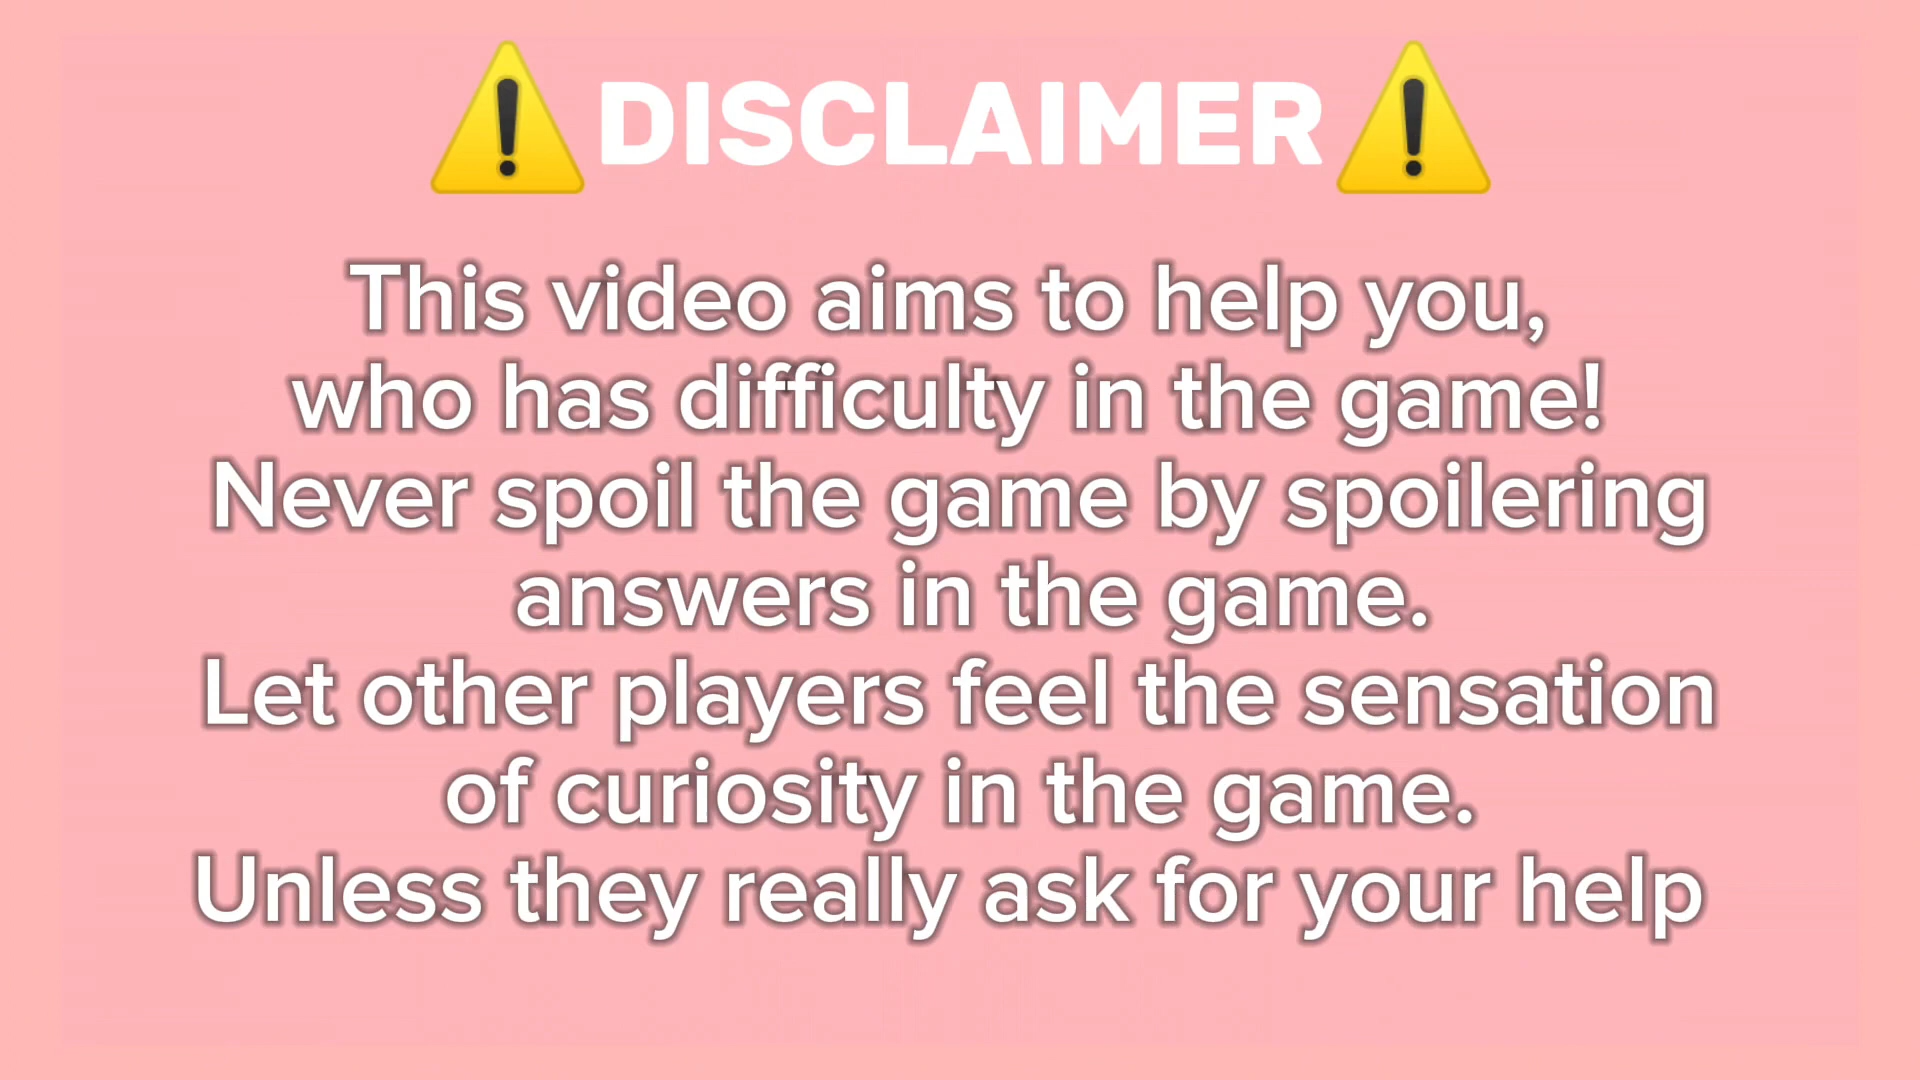 ⚠️DISCLAIMER⚠️
This video aims to help you,
who has difficulty in the game!
Never spoil the game by spoilering
answers in the game.
Let other players feel the sensation
of curiosity in the game.
Unless they really ask for your help